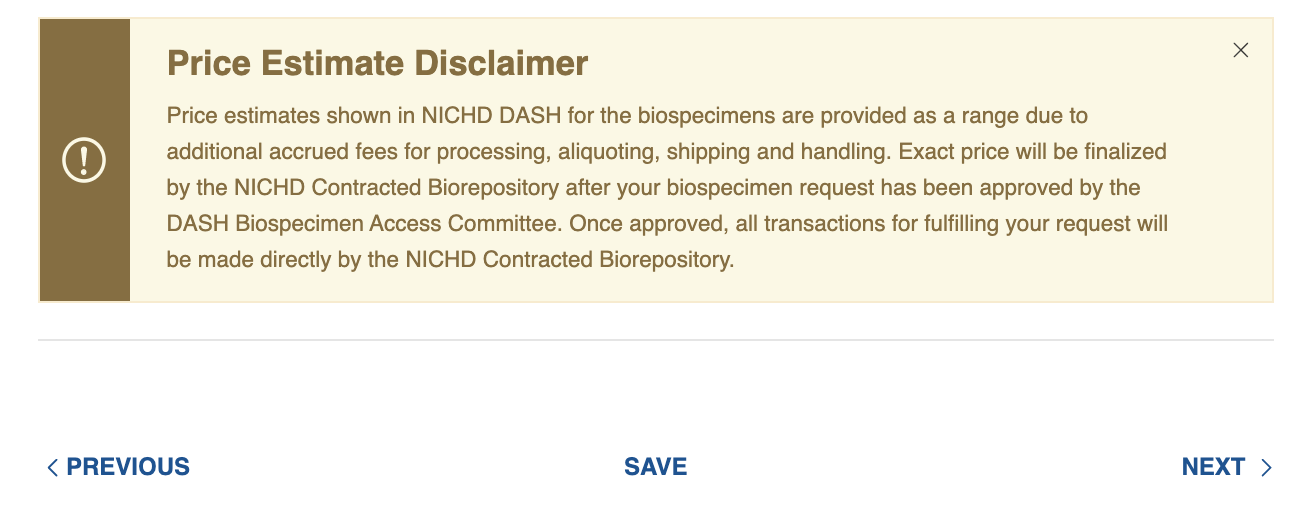 Price Estimate Disclaimer
Price estimates shown in NICHD DASH for the biospecimens are provided as a range due to
additional accrued fees for processing, aliquoting, shipping and handling. Exact price will be finalized
by the NICHD Contracted Biorepository after your biospecimen request has been approved by the
DASH Biospecimen Access Committee. Once approved, all transactions for fulfilling your request will
be made directly by the NICHD Contracted Biorepository.
PREVIOUS
SAVE
NEXT